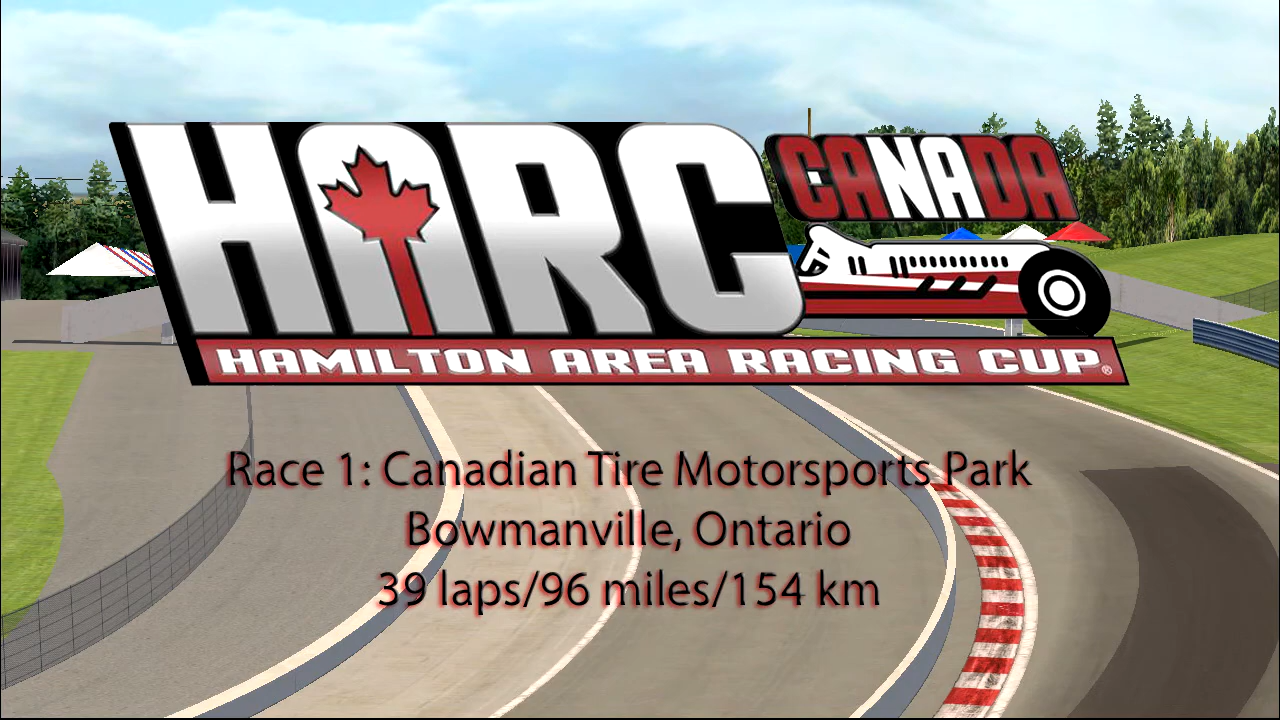 HARC CANADA
HAMILTON AREA RACING CUP®
Race 1: Canadian Tire Motorsports Park
Bowmanville, Ontario
39 laps/96 miles/154 km